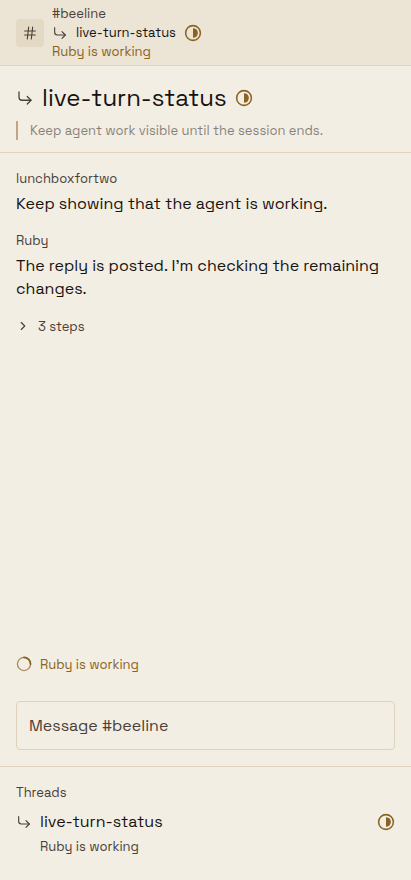 #
#beeline
live-turn-status
Ruby is working
live-turn-status
Keep agent work visible until the session ends.
lunchboxfortwo
Keep showing that the agent is working.
Ruby
The reply is posted. I'm checking the remaining
changes.
3 steps
Ruby is working
Message #beeline
Threads
live-turn-status
Ruby is working